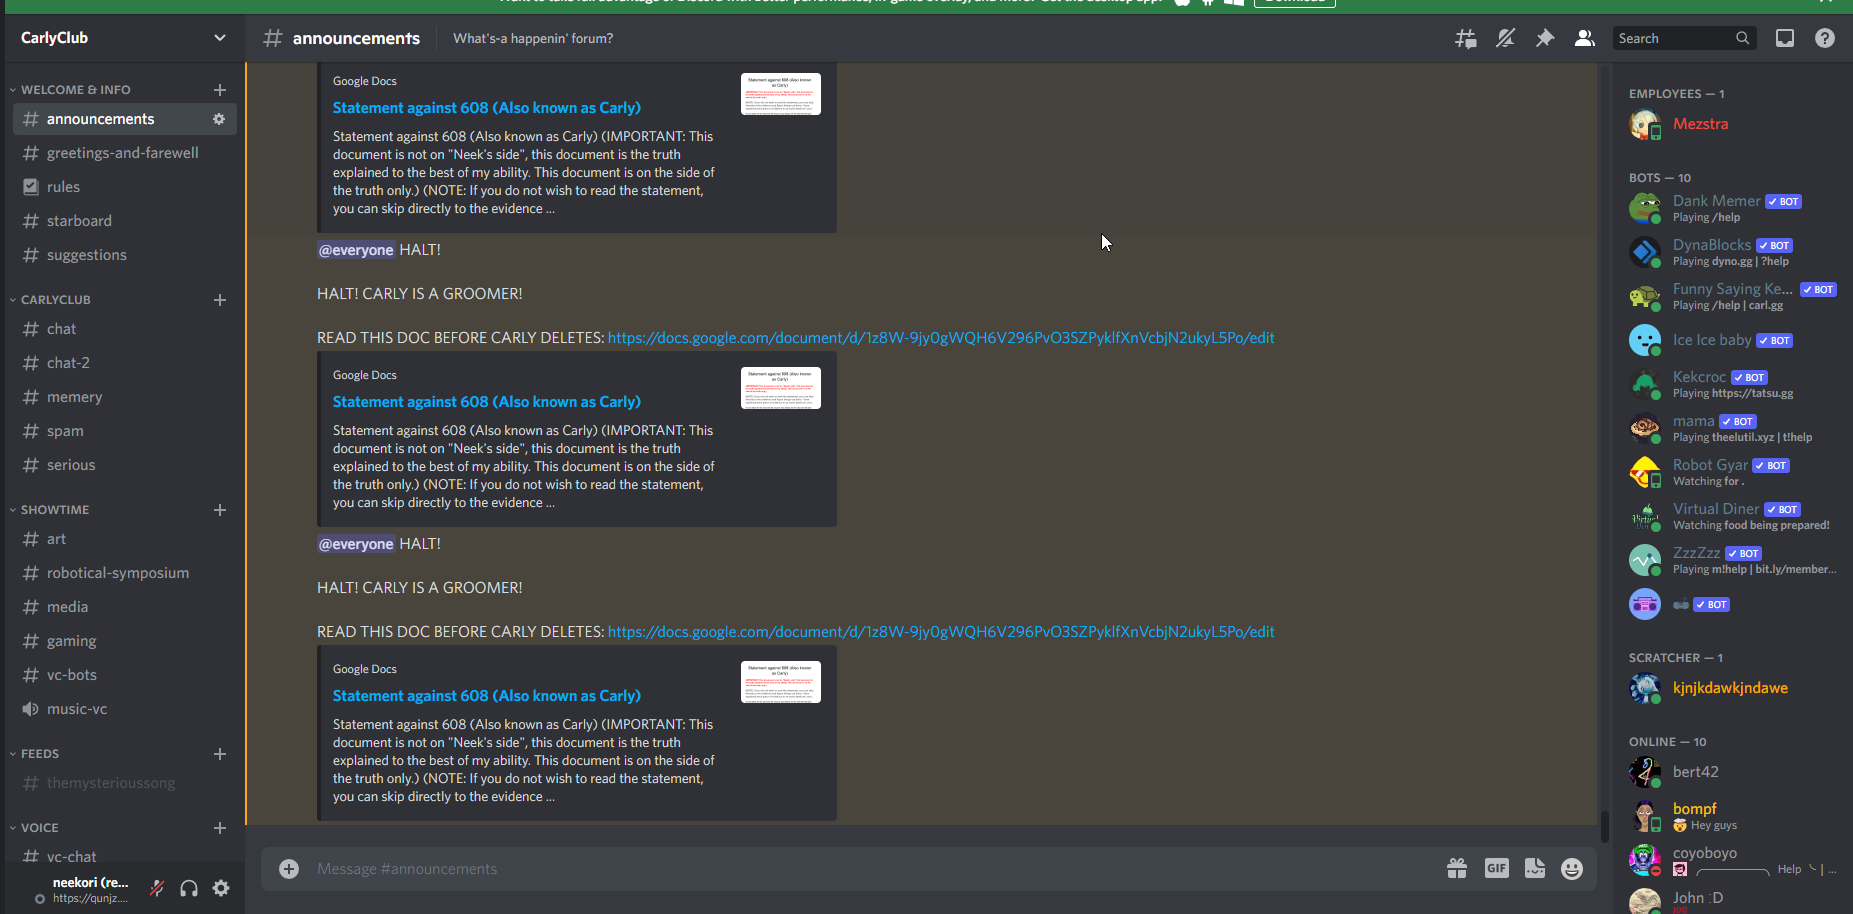 CarlyClub
announcements
What's-a happenin' forum?
Search
WELCOME & INFO
announcements
greetings-and-farewell
rules
starboard
suggestions
CARLYCLUB
chat
chat-2
memery
spam
serious
SHOWTIME
art
robotical-symposium
media
gaming
vc-bots
music-vc
FEEDS
themysterioussong
VOICE
vc-chat
neekori (re...
https://qunjz....
Google Docs
Statement against 608 (Also known as Carly)
Statement against 608 (Also known as Carly) (IMPORTANT: This
document is not on "Neek's side", this document is the truth
explained to the best of my ability. This document is on the side of
the truth only.) (NOTE: If you do not wish to read the statement,
you can skip directly to the evidence ...
@everyone HALT!
HALT! CARLY IS A GROOMER!
READ THIS DOC BEFORE CARLY DELETES: https://docs.google.com/document/d/1z8W-9jy0gWQH6V296PvO3SZPyklfXnVcbjN2ukyL5Po/edit
Google Docs
Statement against 608 (Also known as Carly)
Statement against 608 (Also known as Carly) (IMPORTANT: This
document is not on "Neek's side", this document is the truth
explained to the best of my ability. This document is on the side of
the truth only.) (NOTE: If you do not wish to read the statement,
you can skip directly to the evidence ...
@everyone HALT!
HALT! CARLY IS A GROOMER!
READ THIS DOC BEFORE CARLY DELETES: https://docs.google.com/document/d/1z8W-9jy0gWQH6V296PvO3SZPyklfXnVcbjN2ukyL5Po/edit
Google Docs
Statement against 608 (Also known as Carly)
Statement against 608 (Also known as Carly) (IMPORTANT: This
document is not on "Neek's side", this document is the truth
explained to the best of my ability. This document is on the side of
the truth only.) (NOTE: If you do not wish to read the statement,
you can skip directly to the evidence ...
Message #announcements
GIF
EMPLOYEES — 1
Mezstra
BOTS — 10
Dank Memer ✓ BOT
Playing /help
DynaBlocks ✓ BOT
Playing dyno.gg | ?help
Funny Saying Ke... ✓ BOT
Playing /help | carl.gg
Ice Ice baby ✓ BOT
Kekcroc ✓ BOT
Playing https://tatsu.gg
mama ✓ BOT
Playing theelutil.xyz | t!help
Robot Gyar ✓ BOT
Watching for .
Virtual Diner ✓ BOT
Watching food being prepared!
ZzzZzz ✓ BOT
Playing m!help | bit.ly/member...
✓ BOT
SCRATCHER — 1
kjnjkdawkjndawe
ONLINE — 10
bert42
bompf
🤯 Hey guys
coyoboyo
Help
John :D